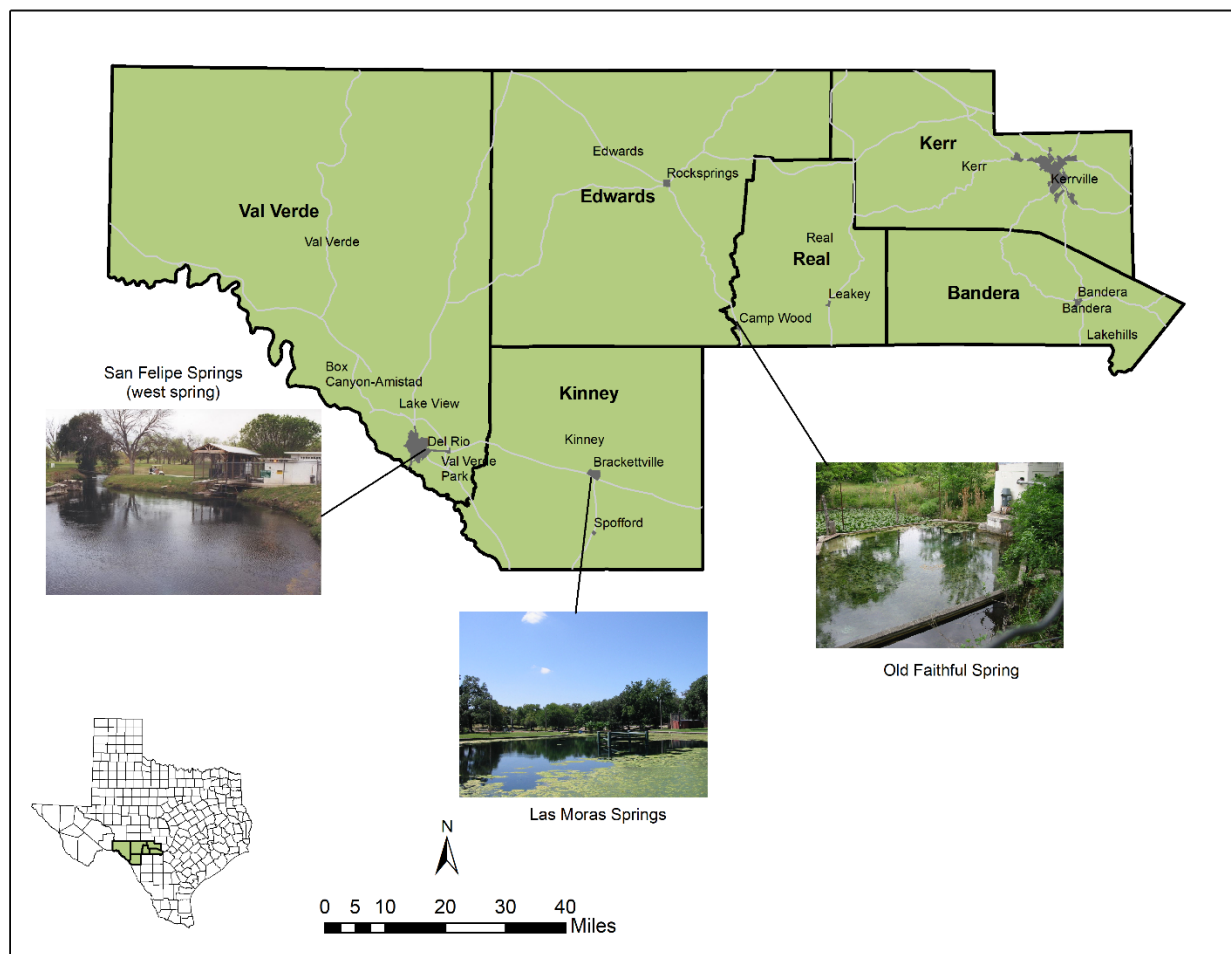 Kerr
Edwards
Kerr
Rocksprings
Kerrville
Edwards
Val Verde
Val Verde
Real
Real
Bandera
Leakey
Bandera
Bandera
Camp Wood
Lakehills
San Felipe Springs
(west spring)
Box
Canyon-Amistad
Kinney
Lake View
Kinney
Del Rio
Val Verde
Park
Brackettville
Spofford
Old Faithful Spring
Las Moras Springs
N
0 5 10 20 30 40
Miles